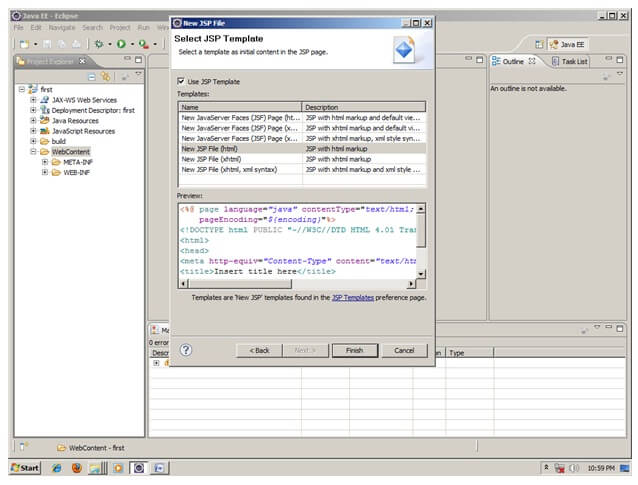 Java EE - Eclipse
File Edit Navigate Search Project Run
Java EE
Project Explorer
first
JAX-WS Web Services
Deployment Descriptor: first
Java Resources
JavaScript Resources
build
WebContent
META-INF
WEB-INF
New JSP File
Select JSP Template
Select a template as initial content in the JSP page.
Use JSP Template
Templates:
Name Description
New JavaServer Faces (JSF) Page (ht... JSP with html markup and default vie...
New JavaServer Faces (JSF) Page (x... JSP with xhtml markup and default vi...
New JavaServer Faces (JSF) Page (x... JSP with xhtml markup, xml style syn...
New JSP File (html) JSP with html markup
New JSP File (xhtml) JSP with xhtml markup
New JSP File (xhtml, xml syntax) JSP with xhtml markup and xml style ...
Preview:
<%@ page language="java" contentType="text/html;
pageEncoding="${encoding}"%>
<!DOCTYPE html PUBLIC "-//W3C//DTD HTML 4.01 Tran
<html>
<head>
<meta http-equiv="Content-Type" content="text/htm
<title>Insert title here</title>
Templates are 'New JSP' templates found in the JSP Templates preference page.
? < Back Next > Finish Cancel
Outline Task List
An outline is not available.
Ma
0 error
Descr on Type
WebContent - first
Start 10:59 PM